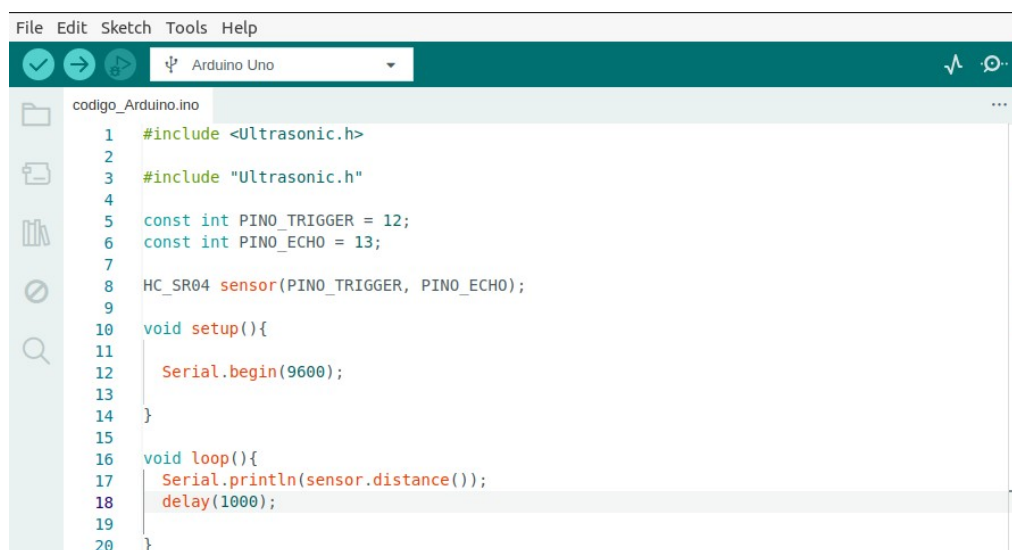 File Edit Sketch Tools Help
Arduino Uno
codigo_Arduino.ino
...
1 #include <Ultrasonic.h>
2
3 #include "Ultrasonic.h"
4
5 const int PINO_TRIGGER = 12;
6 const int PINO_ECHO = 13;
7
8 HC_SR04 sensor(PINO_TRIGGER, PINO_ECHO);
9
10 void setup(){
11
12 Serial.begin(9600);
13
14 }
15
16 void loop(){
17 Serial.println(sensor.distance());
18 delay(1000);
19
20 }